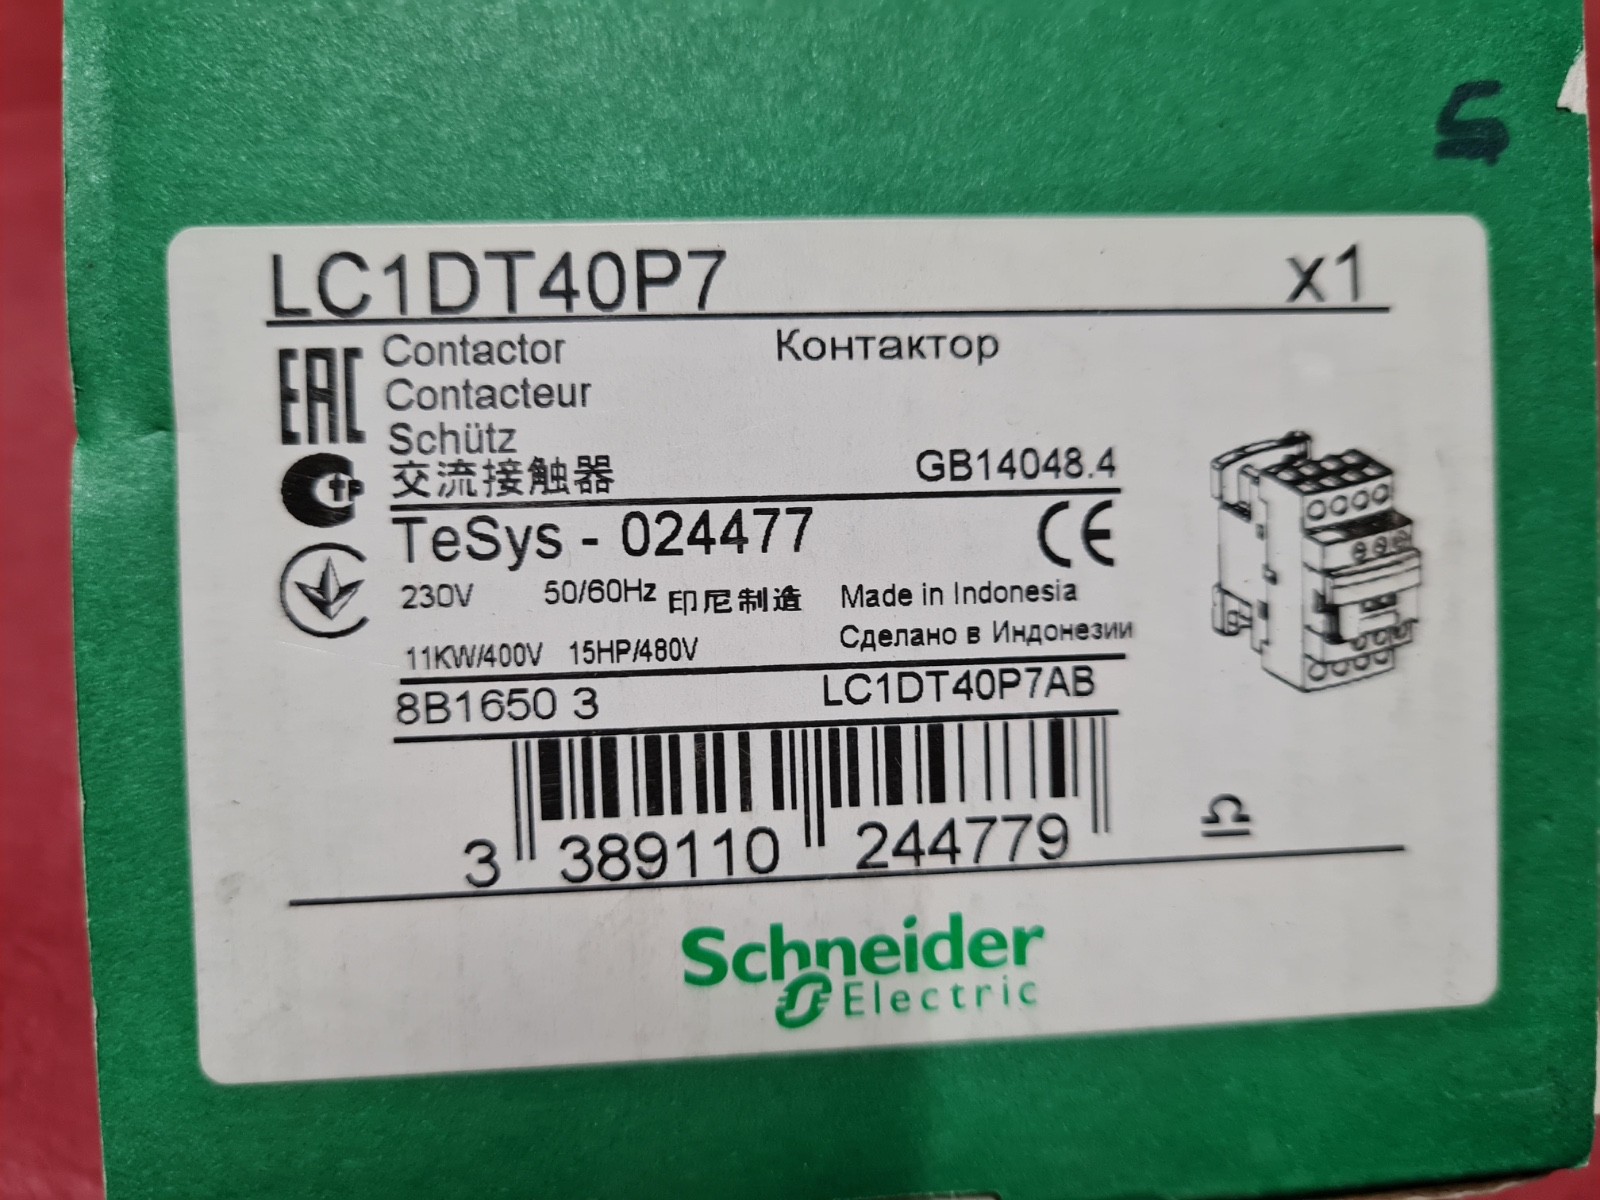 S
LC1DT40P7 x1
EAC Contactor Контактор
Contacteur
Schütz
交流接触器 GB14048.4
TeSys - 024477 CE
230V 50/60Hz 印尼制造 Made in Indonesia
11KW/400V 15HP/480V Сделано в Индонезии
8B1650 3 LC1DT40P7AB
3 389110 244779
Schneider
Electric